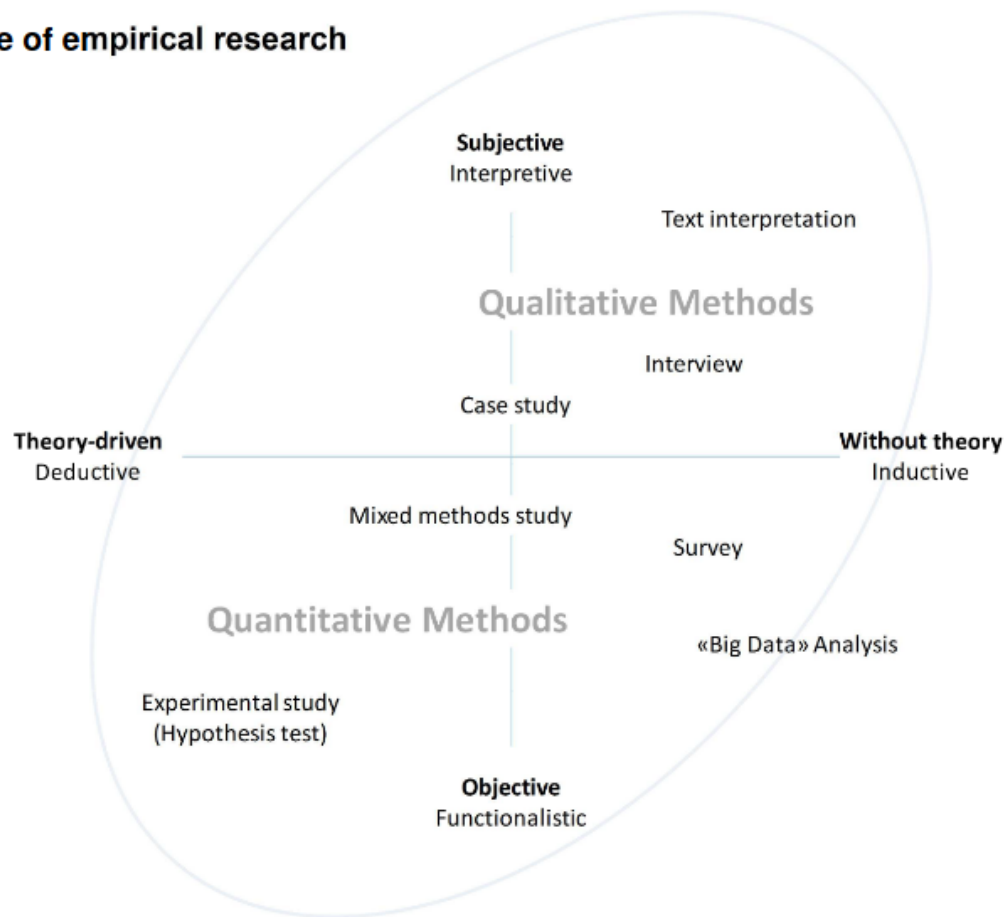 e of empirical research
Subjective
Interpretive
Text interpretation
Qualitative Methods
Interview
Case study
Theory-driven
Deductive
Without theory
Inductive
Mixed methods study
Survey
Quantitative Methods
«Big Data» Analysis
Experimental study
(Hypothesis test)
Objective
Functionalistic